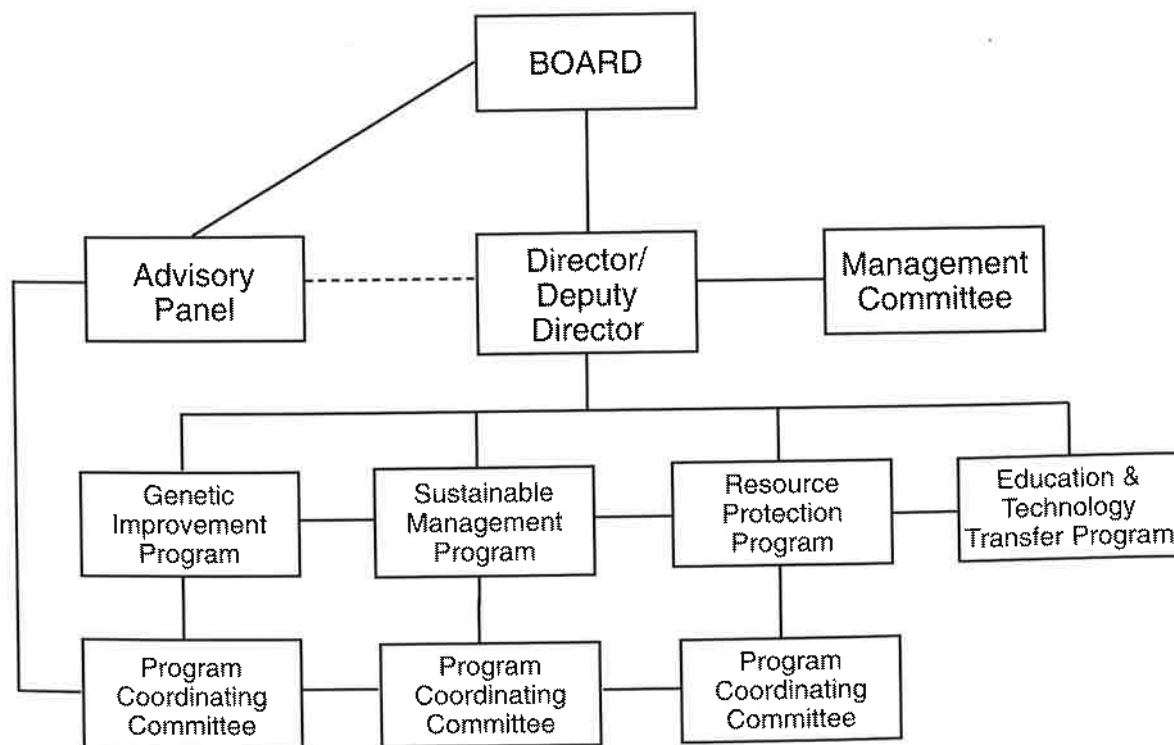 BOARD
Advisory
Panel
Director/
Deputy
Director
Management
Committee
Genetic
Improvement
Program
Sustainable
Management
Program
Resource
Protection
Program
Education &
Technology
Transfer Program
Program
Coordinating
Committee
Program
Coordinating
Committee
Program
Coordinating
Committee